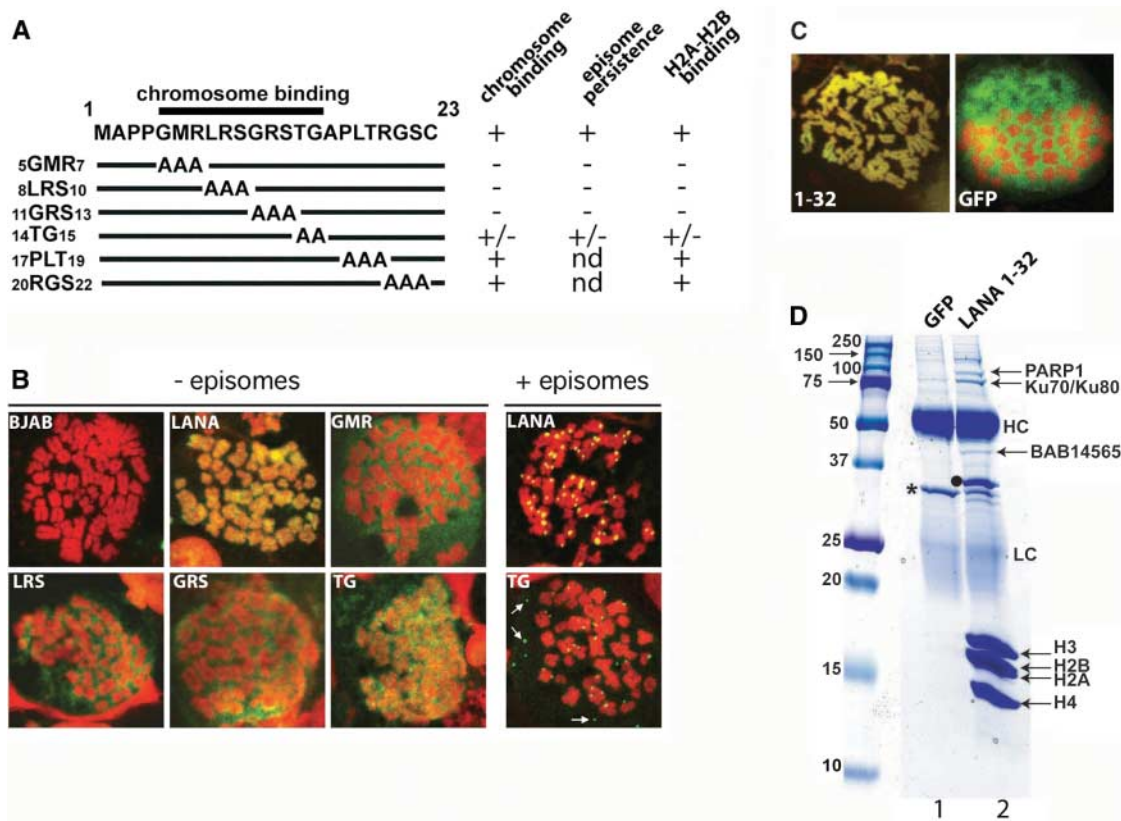 A
chromosome binding
episome persistence
H2A-H2B binding
chromosome binding
1 23
MAPPGMRLRSGRSTGAPLTRGSC + + +
5GMR7 AAA - - -
8LRS10 AAA - - -
11GRS13 AAA - - -
14TG15 AA +/- +/- +/-
17PLT19 AAA + nd +
20RGS22 AAA + nd +
B
- episomes + episomes
BJAB LANA GMR LANA
LRS GRS TG TG
C
1-32 GFP
D
GFP LANA 1-32
250
150
100
75
50
37
25
20
15
10
PARP1
Ku70/Ku80
HC
BAB14565
*
LC
H3
H2B
H2A
H4
1 2